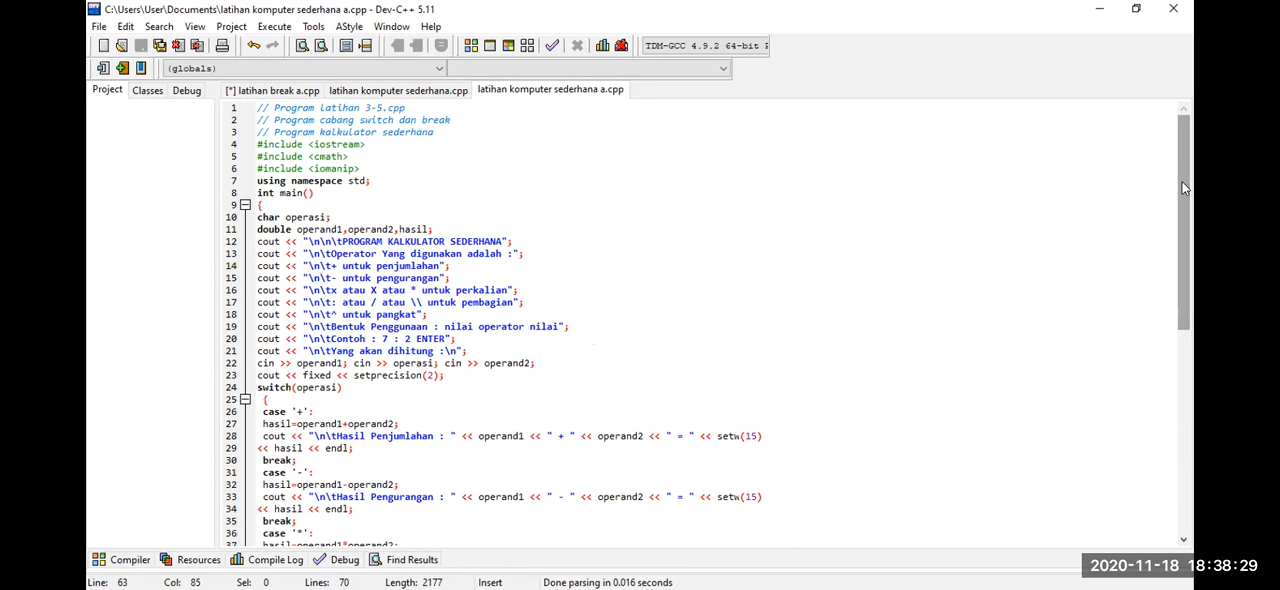 C:\Users\User\Documents\latihan komputer sederhana a.cpp - Dev-C++ 5.11
File Edit Search View Project Execute Tools AStyle Window Help
TDM-GCC 4.9.2 64-bit
(globals)
Project Classes Debug [*] latihan break a.cpp latihan komputer sederhana.cpp latihan komputer sederhana a.cpp
1 // Program latihan 3-5.cpp
2 // Program cabang switch dan break
3 // Program kalkulator sederhana
4 #include <iostream>
5 #include <cmath>
6 #include <iomanip>
7 using namespace std;
8 int main()
9 {
10 char operasi;
11 double operand1,operand2,hasil;
12 cout << "\n\n\tPROGRAM KALKULATOR SEDERHANA";
13 cout << "\n\tOperator Yang digunakan adalah :";
14 cout << "\n\t+ untuk penjumlahan";
15 cout << "\n\t- untuk pengurangan";
16 cout << "\n\tx atau X atau * untuk perkalian";
17 cout << "\n\t: atau / atau \\ untuk pembagian";
18 cout << "\n\t^ untuk pangkat";
19 cout << "\n\tBentuk Penggunaan : nilai operator nilai";
20 cout << "\n\tContoh : 7 : 2 ENTER";
21 cout << "\n\tYang akan dihitung :\n";
22 cin >> operand1; cin >> operasi; cin >> operand2;
23 cout << fixed << setprecision(2);
24 switch(operasi)
25 {
26 case '+':
27 hasil=operand1+operand2;
28 cout << "\n\tHasil Penjumlahan : " << operand1 << " + " << operand2 << " = " << setw(15)
29 << hasil << endl;
30 break;
31 case '-':
32 hasil=operand1-operand2;
33 cout << "\n\tHasil Pengurangan : " << operand1 << " - " << operand2 << " = " << setw(15)
34 << hasil << endl;
35 break;
36 case '*':
37 hasil=operand1*operand2;
Compiler Resources Compile Log Debug Find Results
2020-11-18 18:38:29
Line: 63 Col: 85 Sel: 0 Lines: 70 Length: 2177 Insert Done parsing in 0.016 seconds